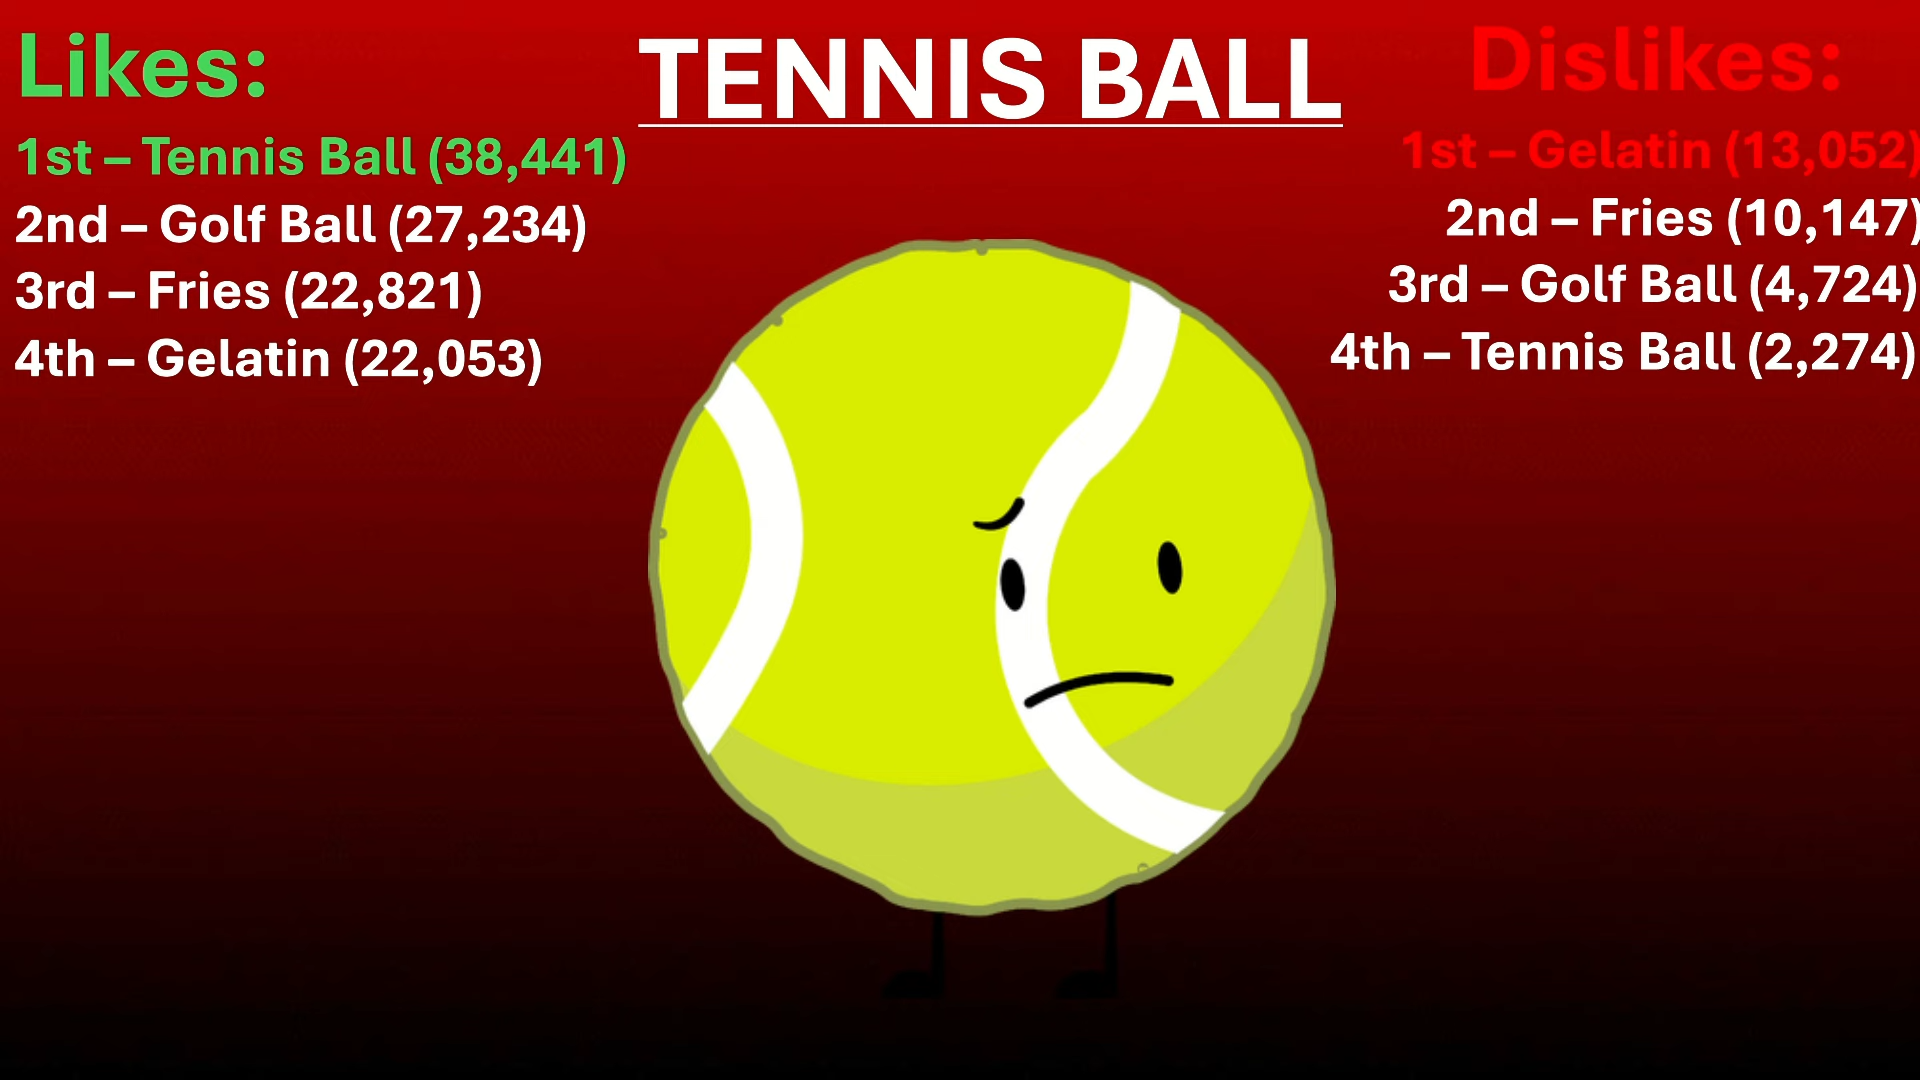 Likes:
1st – Tennis Ball (38,441)
2nd – Golf Ball (27,234)
3rd – Fries (22,821)
4th – Gelatin (22,053)
TENNIS BALL
Dislikes:
1st – Gelatin (13,052)
2nd – Fries (10,147)
3rd – Golf Ball (4,724)
4th – Tennis Ball (2,274)